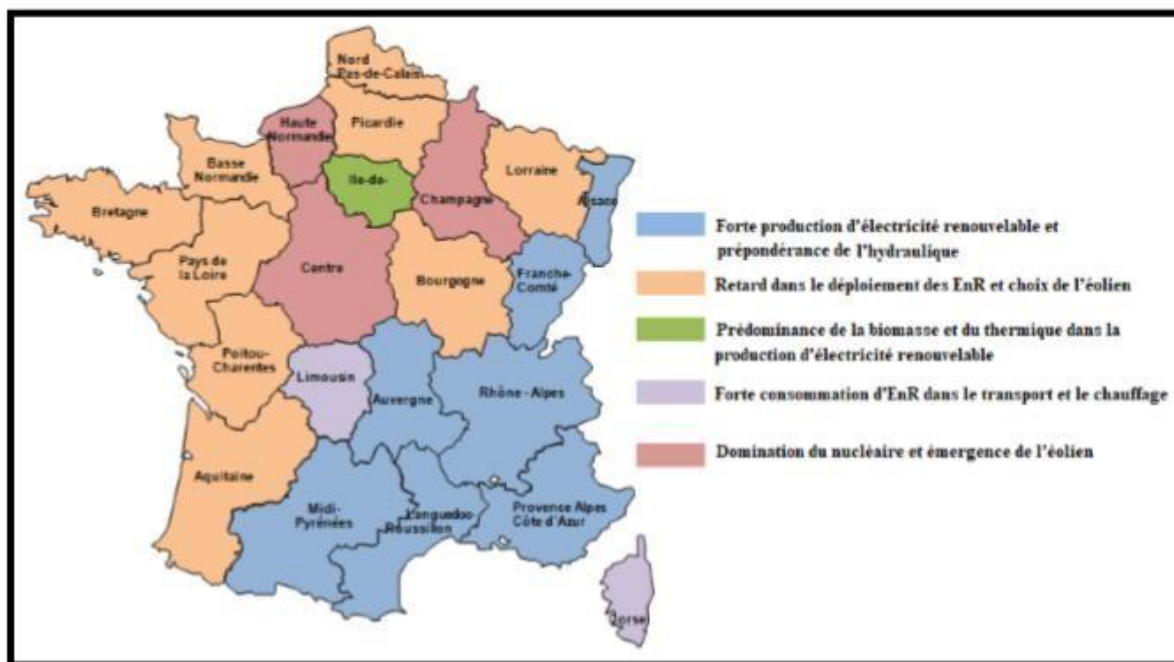 Nord
Pas-de-Calais
Picardie
Haute
Normande
Basse
Normandie
Ile-de-
Champagne
Lorraine
Alsace
Bretagne
Pays de
la Loire
Centre
Bourgogne
Franche-
Comté
Poitou-
Charentes
Limousin
Auvergne
Rhône - Alpes
Aquitaine
Midi-
Pyrénées
Languedoc
Roussillon
Provence Alpes
Côte d'Azur
Corse
Forte production d'électricité renouvelable et
prépondérance de l'hydraulique
Retard dans le déploiement des EnR et choix de l'éolien
Prédominance de la biomasse et du thermique dans la
production d'électricité renouvelable
Forte consommation d'EnR dans le transport et le chauffage
Domination du nucléaire et émergence de l'éolien